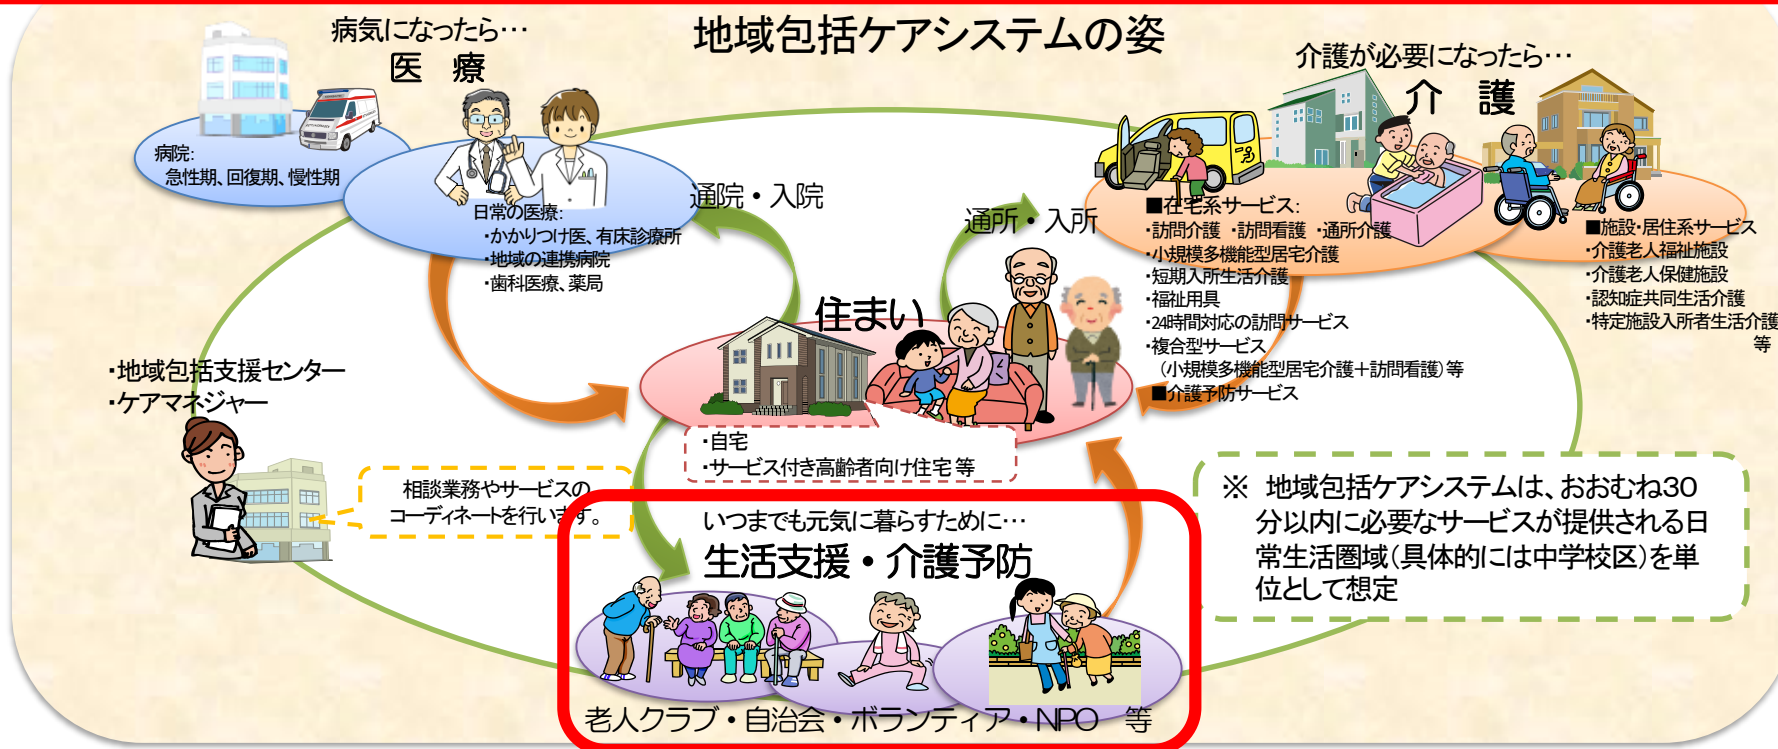 地域包括ケアシステムの姿
病気になったら…
医 療
病院:
急性期、回復期、慢性期
日常の医療:
・かかりつけ医、有床診療所
・地域の連携病院
・歯科医療、薬局
通院・入院
通所・入所
介護が必要になったら…
介 護
■在宅系サービス:
・訪問介護 ・訪問看護 ・通所介護
・小規模多機能型居宅介護
・短期入所生活介護
・福祉用具
・24時間対応の訪問サービス
・複合型サービス
(小規模多機能型居宅介護+訪問看護)等
■介護予防サービス
■施設・居住系サービス
・介護老人福祉施設
・介護老人保健施設
・認知症共同生活介護
・特定施設入所者生活介護
等
住まい
・自宅
・サービス付き高齢者向け住宅 等
・地域包括支援センター
・ケアマネジャー
相談業務やサービスの
コーディネートを行います。
いつまでも元気に暮らすために…
生活支援・介護予防
老人クラブ・自治会・ボランティア・NPO 等
※ 地域包括ケアシステムは、おおむね30
分以内に必要なサービスが提供される日
常生活圏域(具体的には中学校区)を単
位として想定